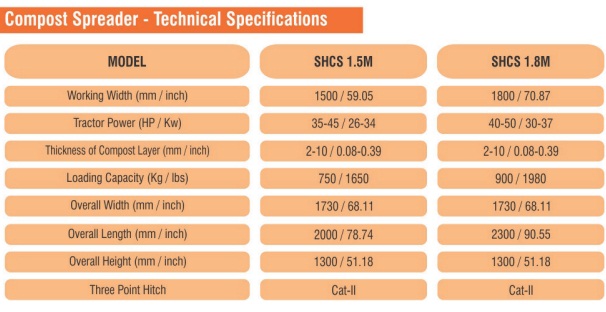 Compost Spreader - Technical Specifications
MODEL SHCS 1.5M SHCS 1.8M
Working Width (mm / inch) 1500 / 59.05 1800 / 70.87
Tractor Power (HP / Kw) 35-45 / 26-34 40-50 / 30-37
Thickness of Compost Layer (mm / inch) 2-10 / 0.08-0.39 2-10 / 0.08-0.39
Loading Capacity (Kg / lbs) 750 / 1650 900 / 1980
Overall Width (mm / inch) 1730 / 68.11 1730 / 68.11
Overall Length (mm / inch) 2000 / 78.74 2300 / 90.55
Overall Height (mm / inch) 1300 / 51.18 1300 / 51.18
Three Point Hitch Cat-II Cat-II